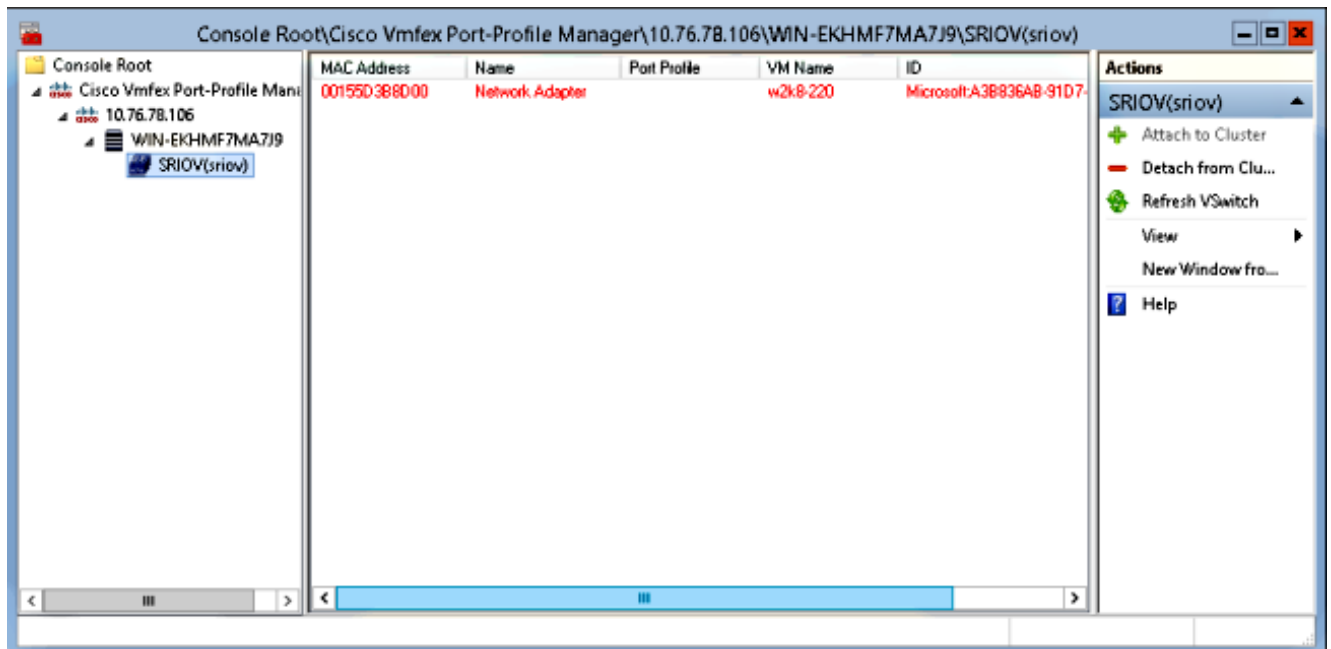 Console Root\Cisco Vmfex Port-Profile Manager\10.76.78.106\WIN-EKHMF7MA7J9\SRIOV(sriov)
Console Root
Cisco Vmfex Port-Profile Mana
10.76.78.106
WIN-EKHMF7MA7J9
SRIOV(sriov)
MAC Address Name Port Profile VM Name ID
00155D3B8D00 Network Adapter w2k8-220 Microsoft:A3B836AB-91D7-
Actions
SRIOV(sriov)
Attach to Cluster
Detach from Clu...
Refresh VSwitch
View
New Window fro...
Help